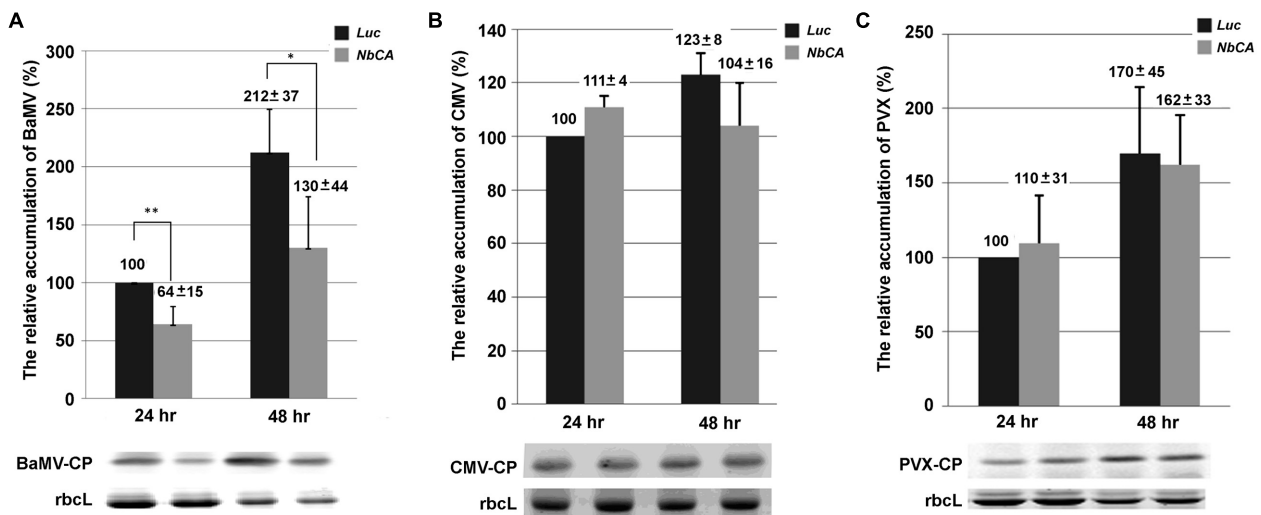 A
The relative accumulation of BaMV (%)
300
250
200
150
100
50
0
Luc
NbCA
**
*
100
64±15
212±37
130±44
24 hr
48 hr
BaMV-CP
rbcL
B
The relative accumulation of CMV (%)
140
120
100
80
60
40
20
0
Luc
NbCA
100
111±4
123±8
104±16
24 hr
48 hr
CMV-CP
rbcL
C
The relative accumulation of PVX (%)
250
200
150
100
50
0
Luc
NbCA
100
110±31
170±45
162±33
24 hr
48 hr
PVX-CP
rbcL